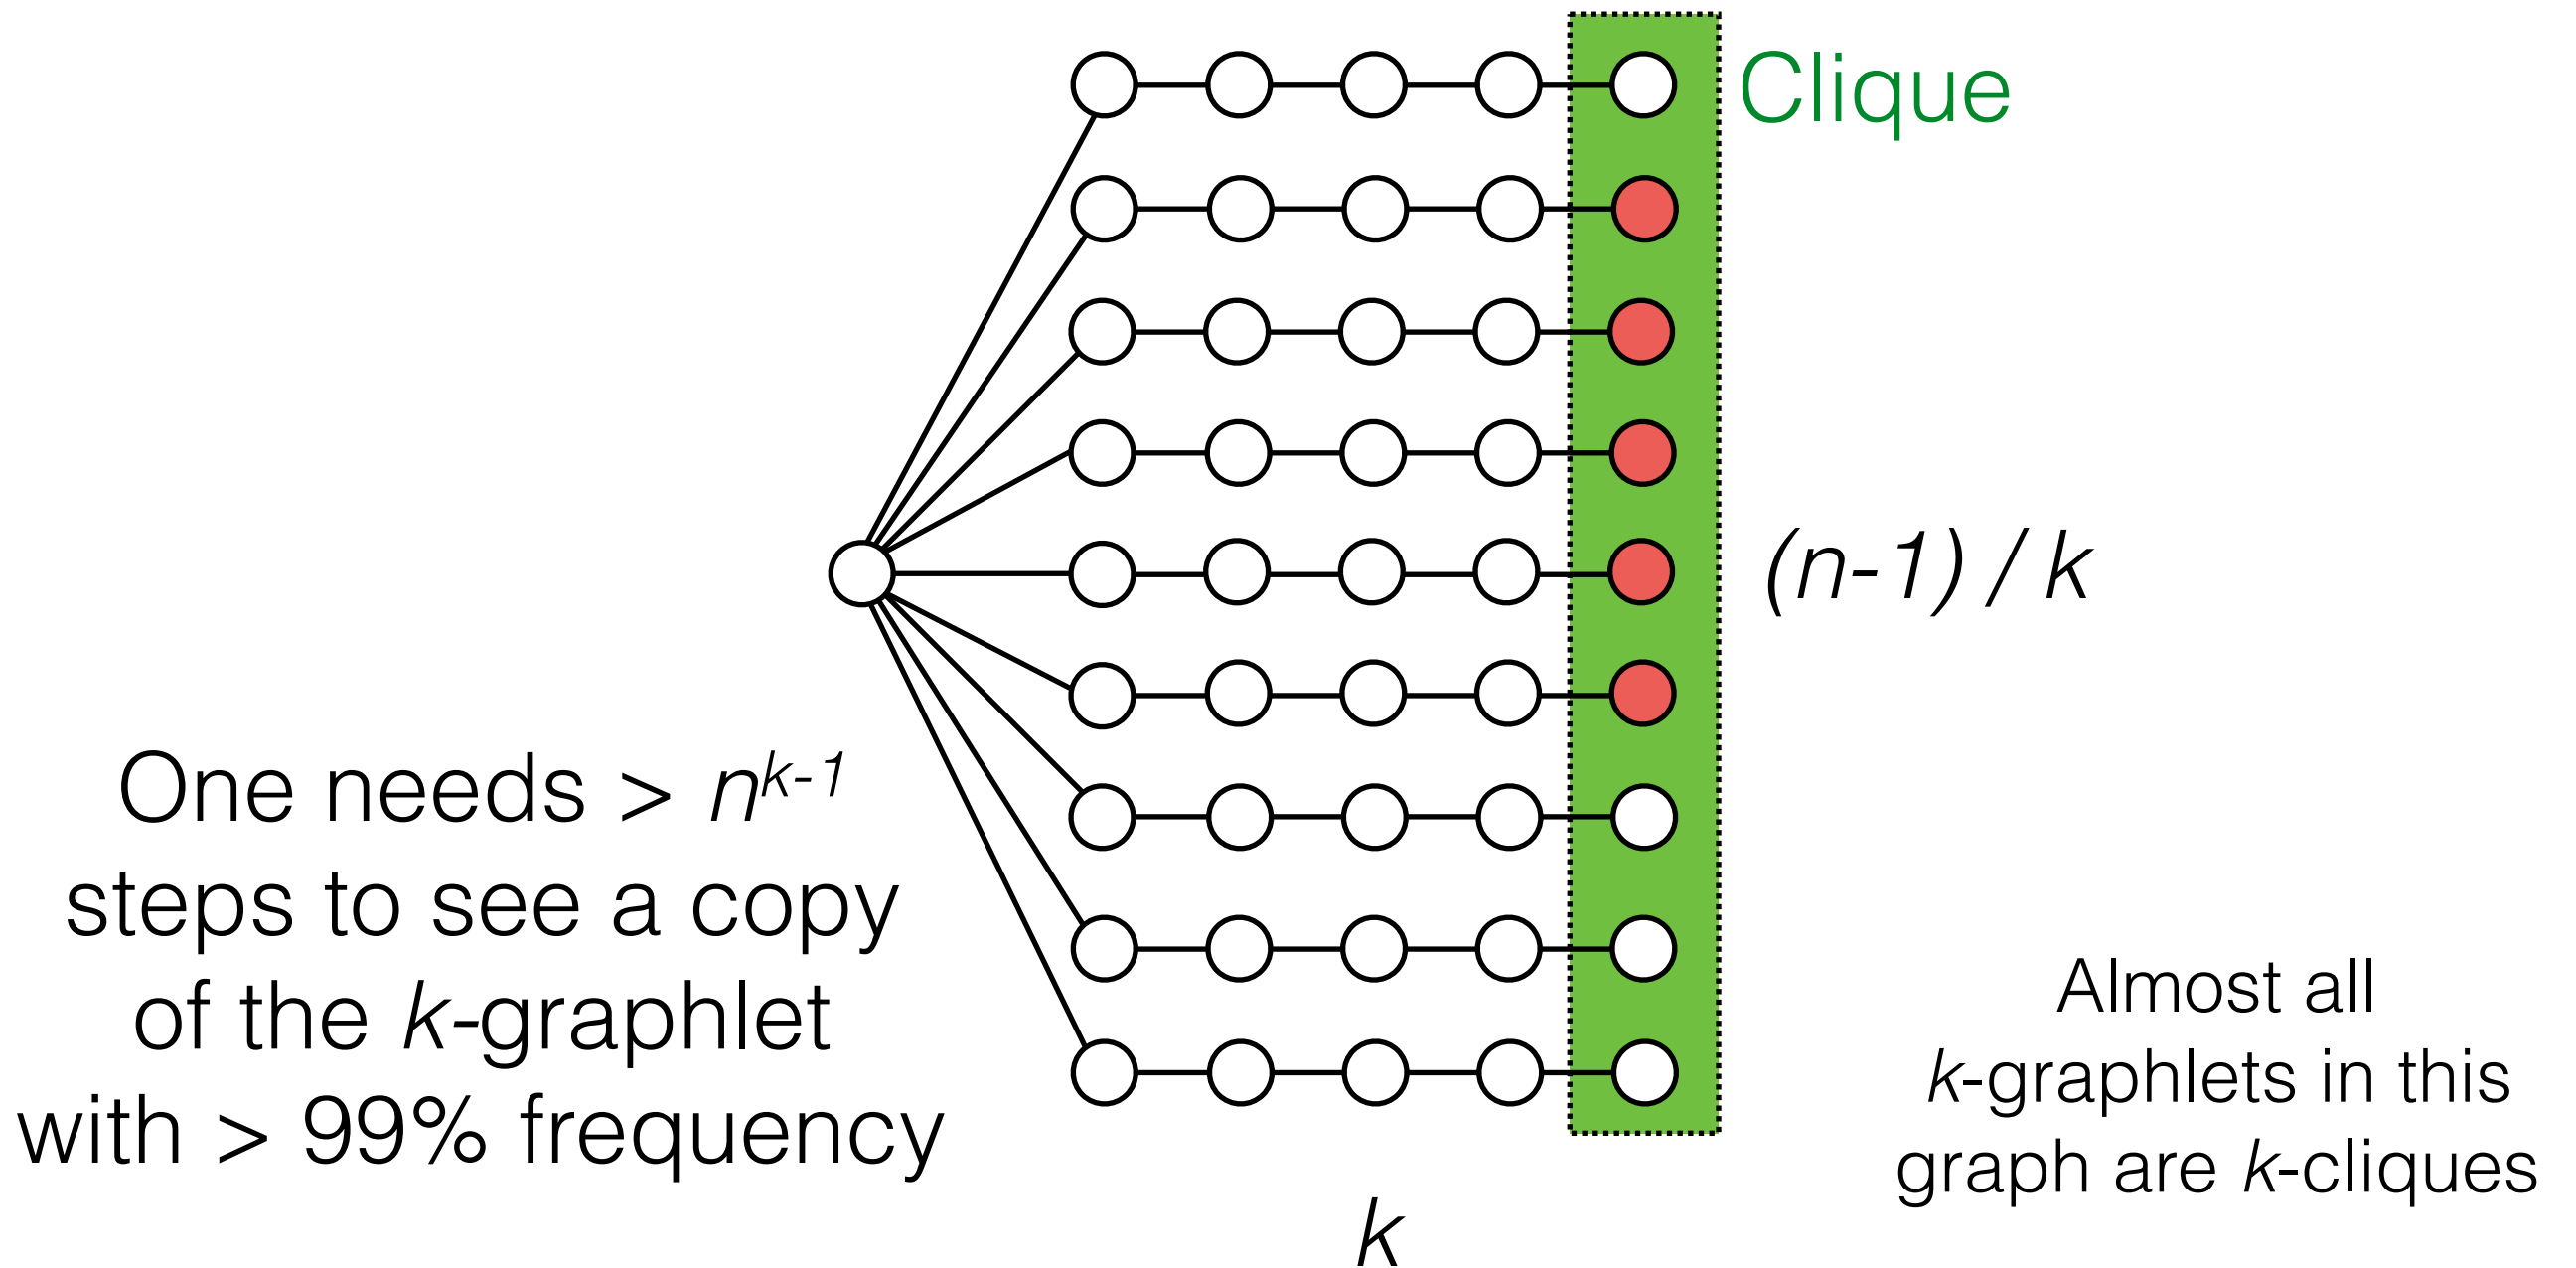 Clique
(n-1) / k
One needs > n^{k-1}
steps to see a copy
of the k-graphlet
with > 99% frequency
Almost all
k-graphlets in this
graph are k-cliques
k